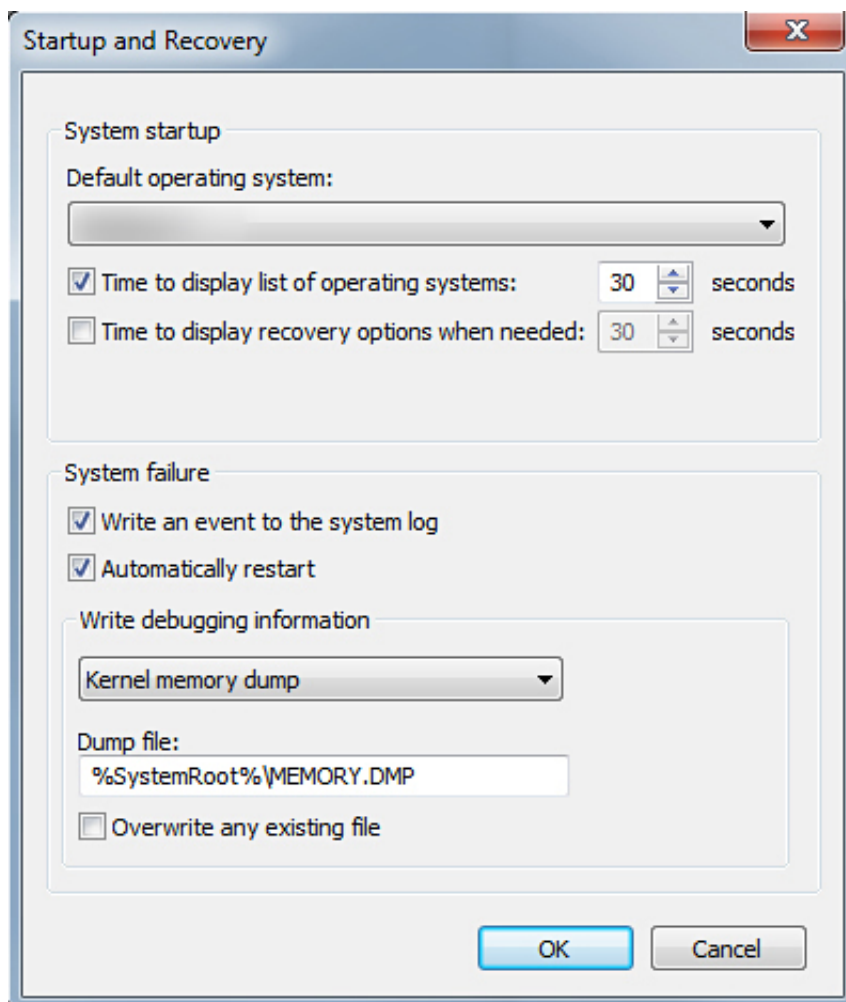 Startup and Recovery
System startup
Default operating system:
Time to display list of operating systems: 30 seconds
Time to display recovery options when needed: 30 seconds
System failure
Write an event to the system log
Automatically restart
Write debugging information
Kernel memory dump
Dump file:
%SystemRoot%\MEMORY.DMP
Overwrite any existing file
OK Cancel